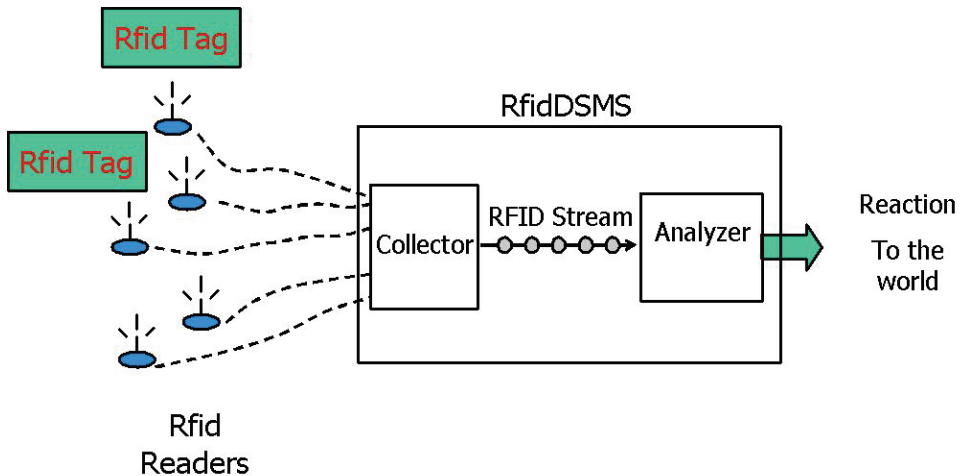 Rfid Tag
Rfid Tag
RfidDSMS
Collector
RFID Stream
Analyzer
Reaction
To the
world
Rfid
Readers